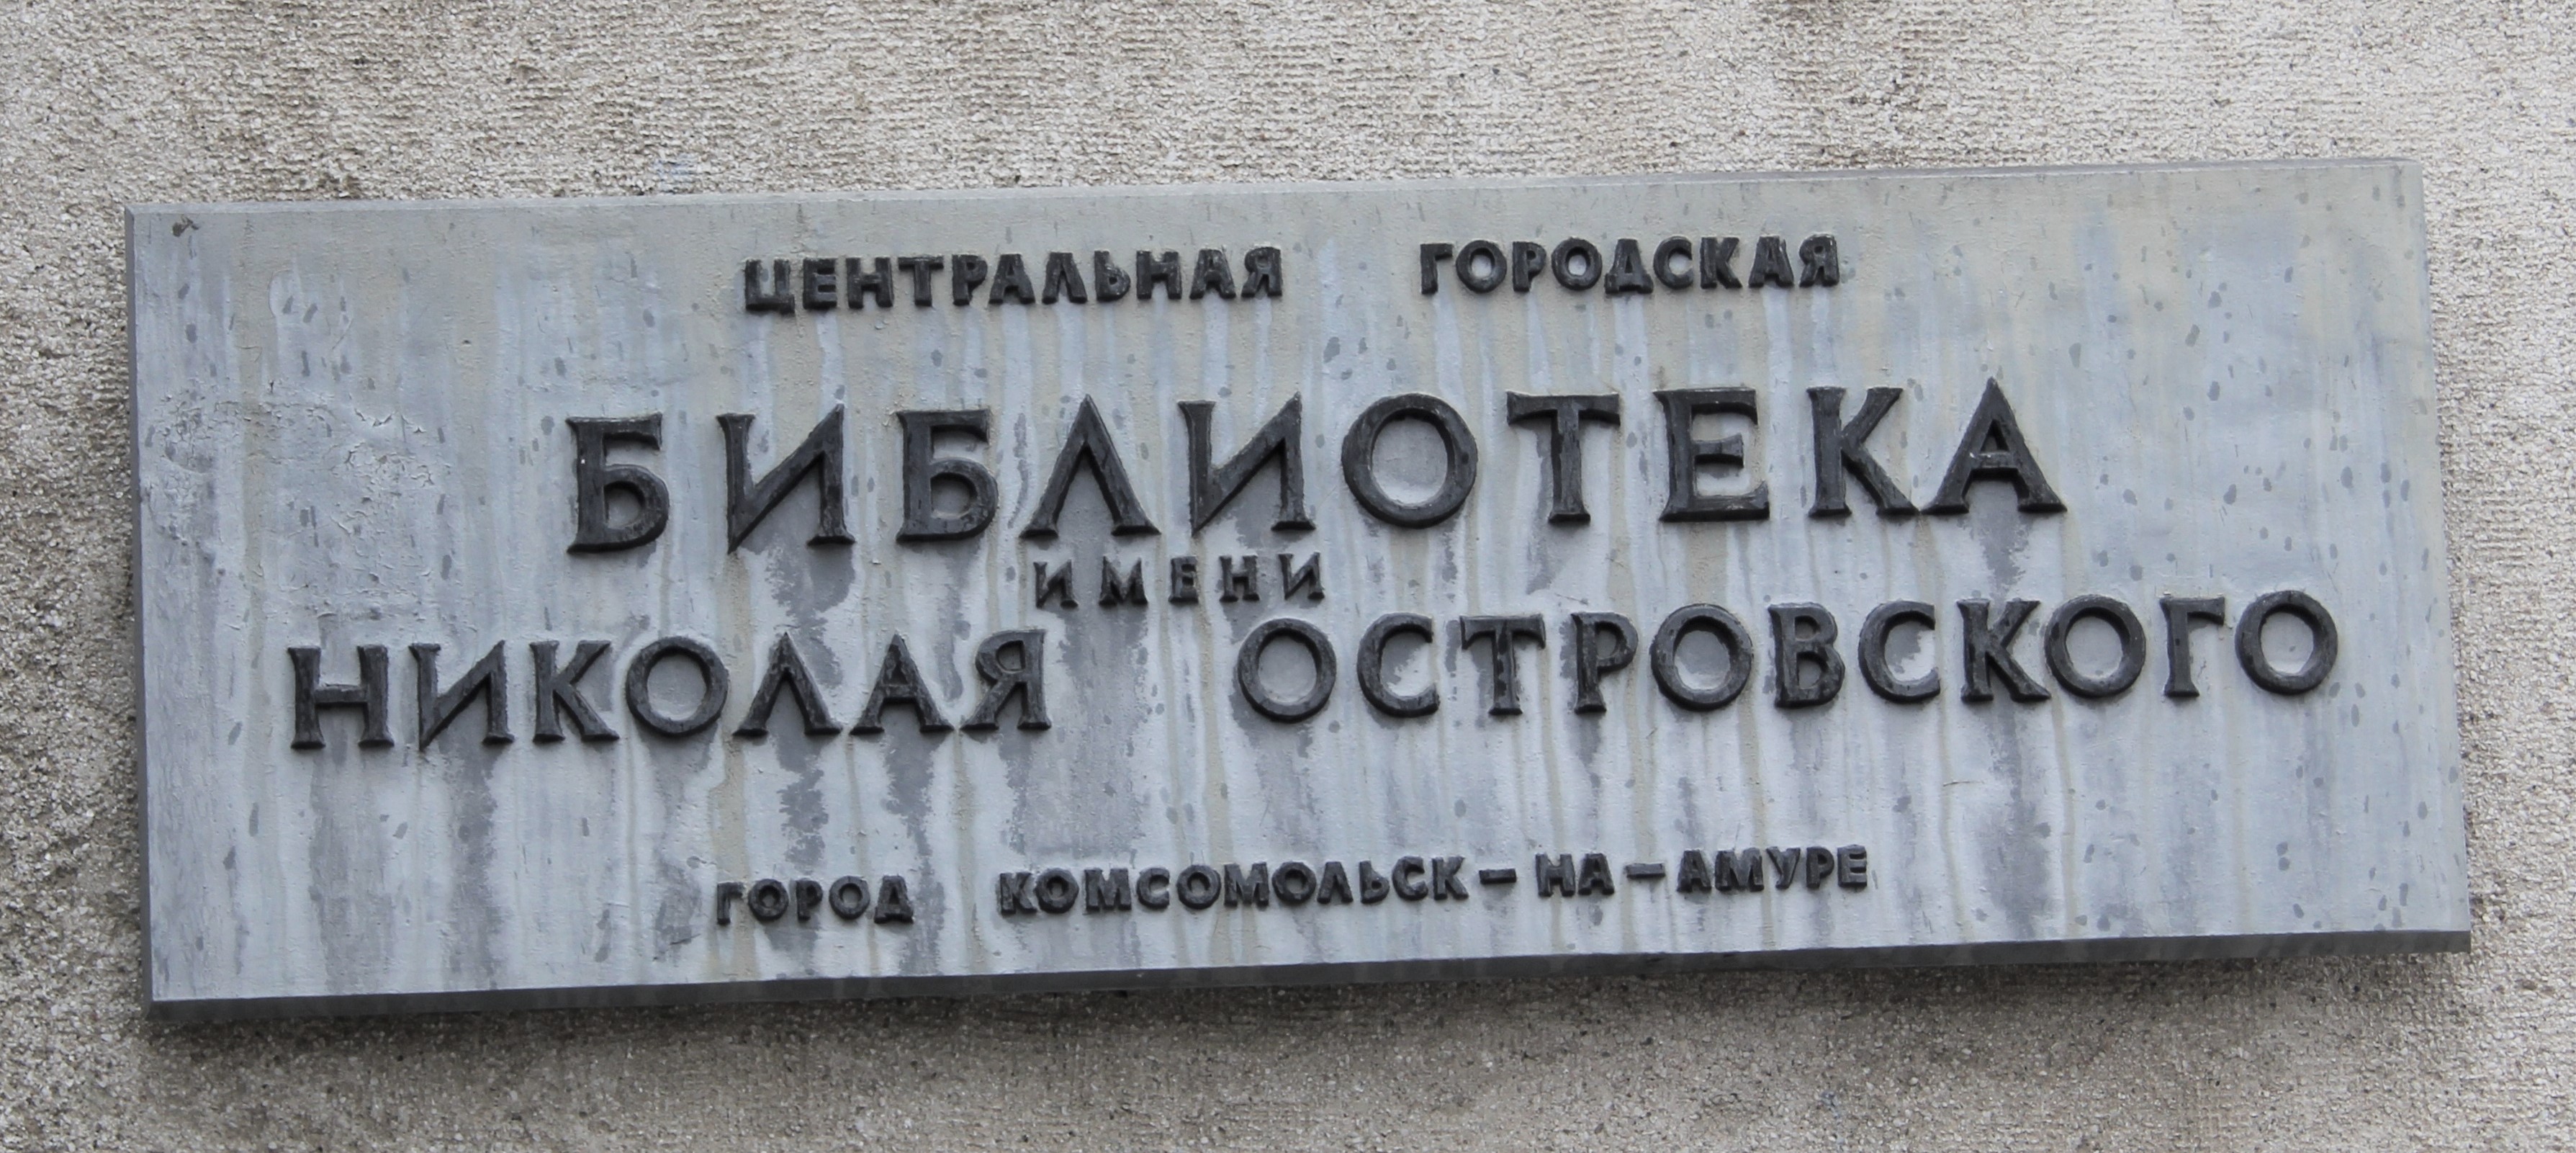 ЦЕНТРАЛЬНАЯ ГОРОДСКАЯ
БИБЛИОТЕКА
ИМЕНИ
НИКОЛАЯ ОСТРОВСКОГО
ГОРОД КОМСОМОЛЬСК-НА-АМУРЕ